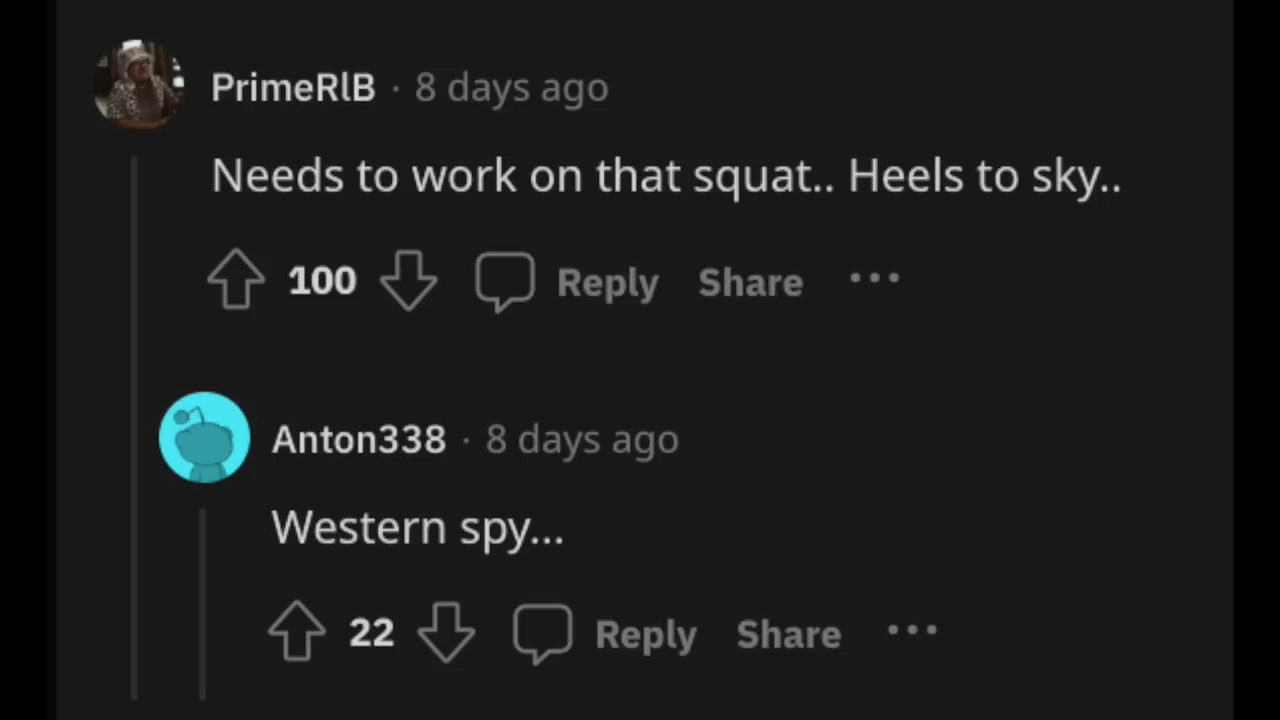 PrimeRlB · 8 days ago
Needs to work on that squat.. Heels to sky..
100 Reply Share ...
Anton338 · 8 days ago
Western spy...
22 Reply Share ...